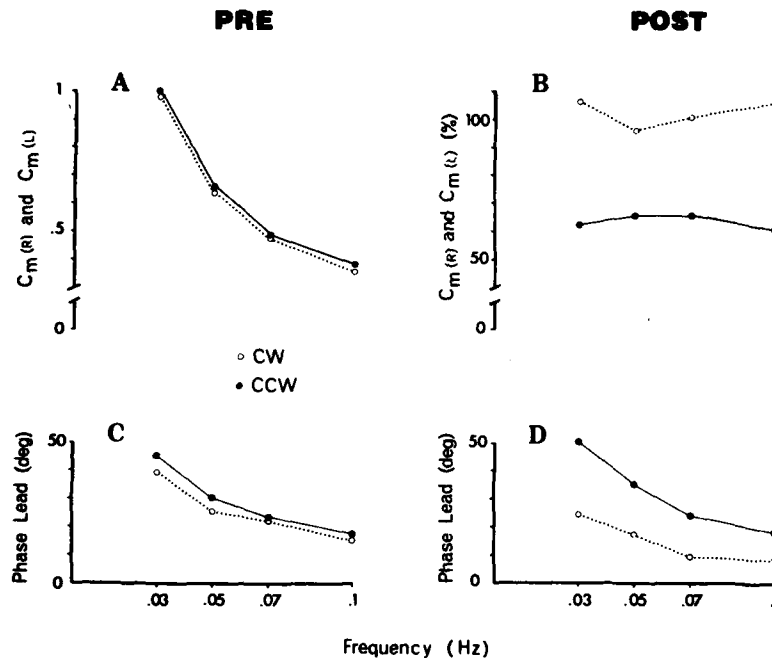 PRE
POST
A
B
1
.5
0
Cm(R) and Cm(L)
100
50
0
Cm(R) and Cm(L) (%)
CW
CCW
C
D
50
0
Phase Lead (deg)
50
0
Phase Lead (deg)
.03 .05 .07 .1
.03 .05 .07
Frequency (Hz)